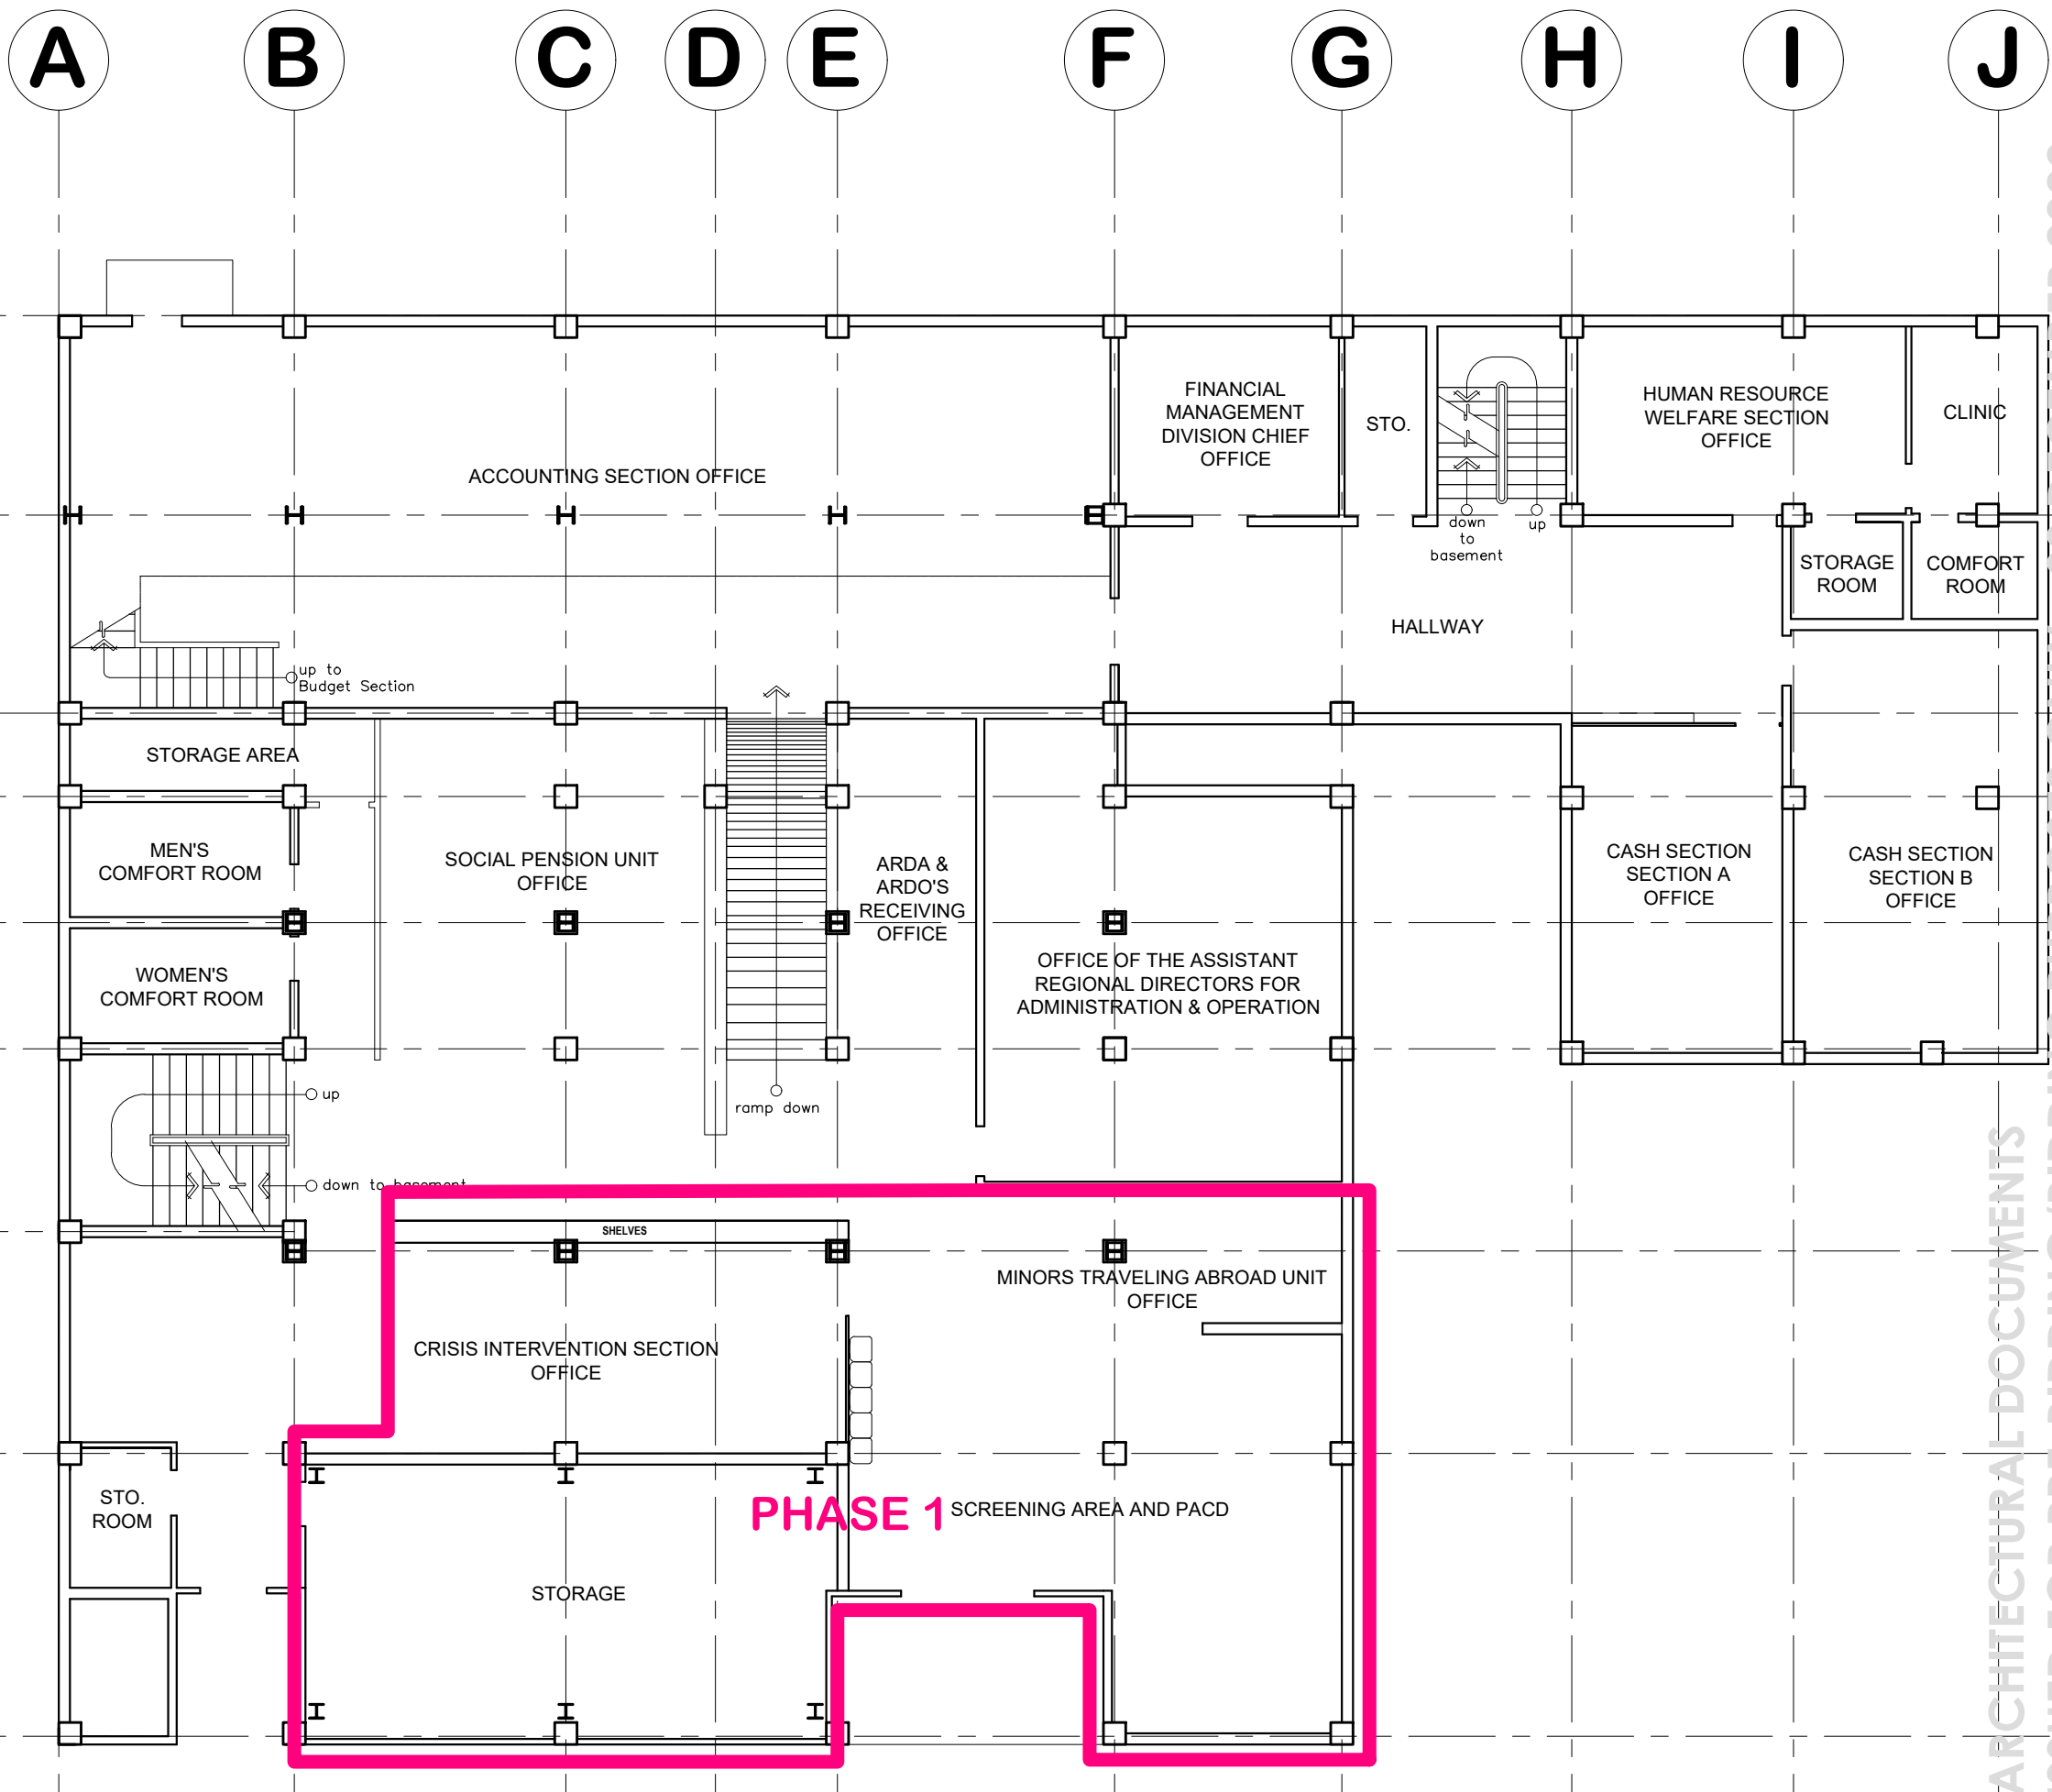 A B C D E F G H I J
FINANCIAL
MANAGEMENT
DIVISION CHIEF
OFFICE
STO.
HUMAN RESOURCE
WELFARE SECTION
OFFICE
CLINIC
ACCOUNTING SECTION OFFICE
down
to
basement
up
STORAGE
ROOM
COMFORT
ROOM
HALLWAY
up to
Budget Section
STORAGE AREA
MEN'S
COMFORT ROOM
SOCIAL PENSION UNIT
OFFICE
ARDA &
ARDO'S
RECEIVING
OFFICE
CASH SECTION
SECTION A
OFFICE
CASH SECTION
SECTION B
OFFICE
WOMEN'S
COMFORT ROOM
OFFICE OF THE ASSISTANT
REGIONAL DIRECTORS FOR
ADMINISTRATION & OPERATION
up
ramp down
down to basement
SHELVES
MINORS TRAVELING ABROAD UNIT
OFFICE
CRISIS INTERVENTION SECTION
OFFICE
STO.
ROOM
PHASE 1
SCREENING AREA AND PACD
STORAGE
ARCHITECTURAL DOCUMENTS